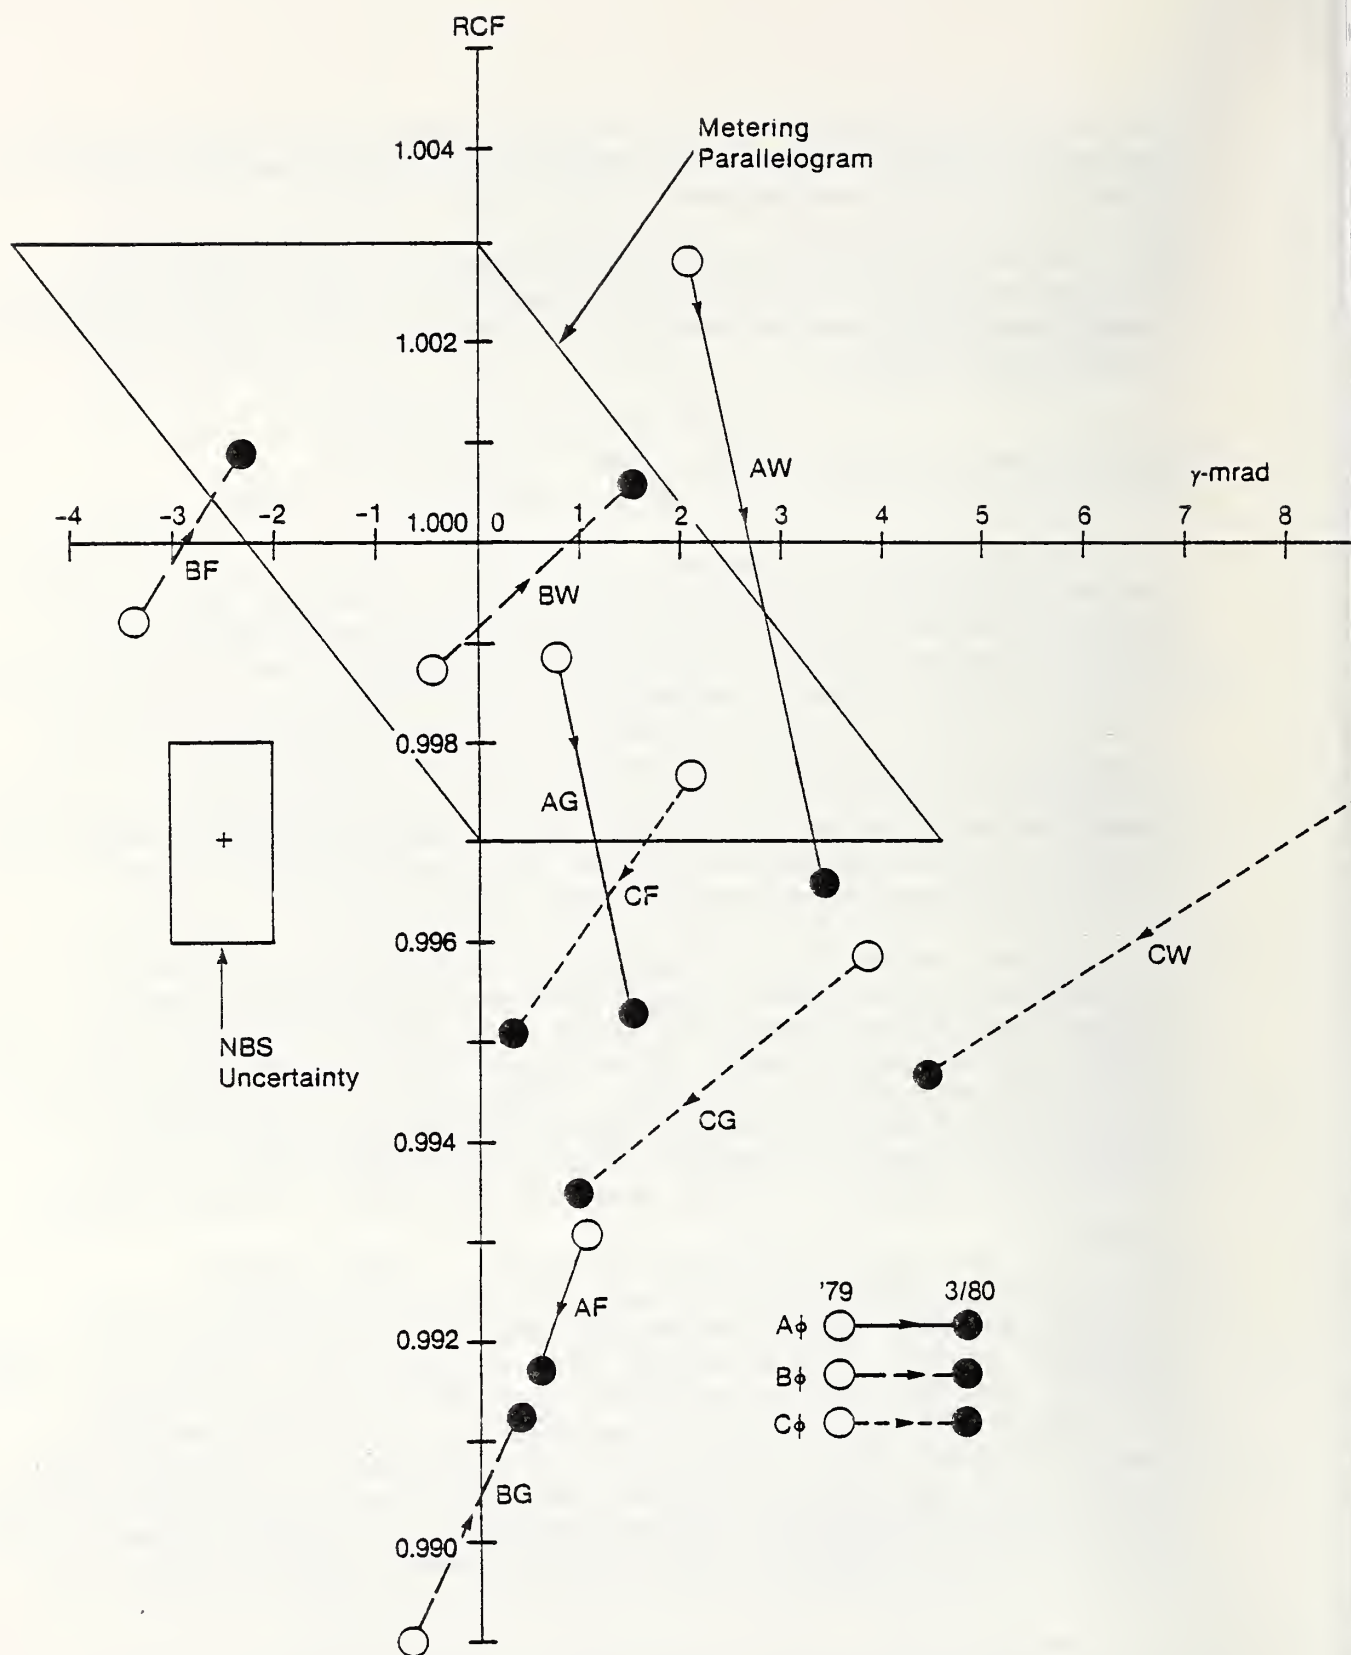 RCF
Metering
Parallelogram
1.004
1.002
AW
γ-mrad
-4 -3 -2 -1 1.000 0 1 2 3 4 5 6 7 8
BF
BW
0.998
AG
CF
0.996
CW
NBS
Uncertainty
CG
0.994
'79 3/80
AF
Aϕ
0.992
Bϕ
Cϕ
BG
0.990